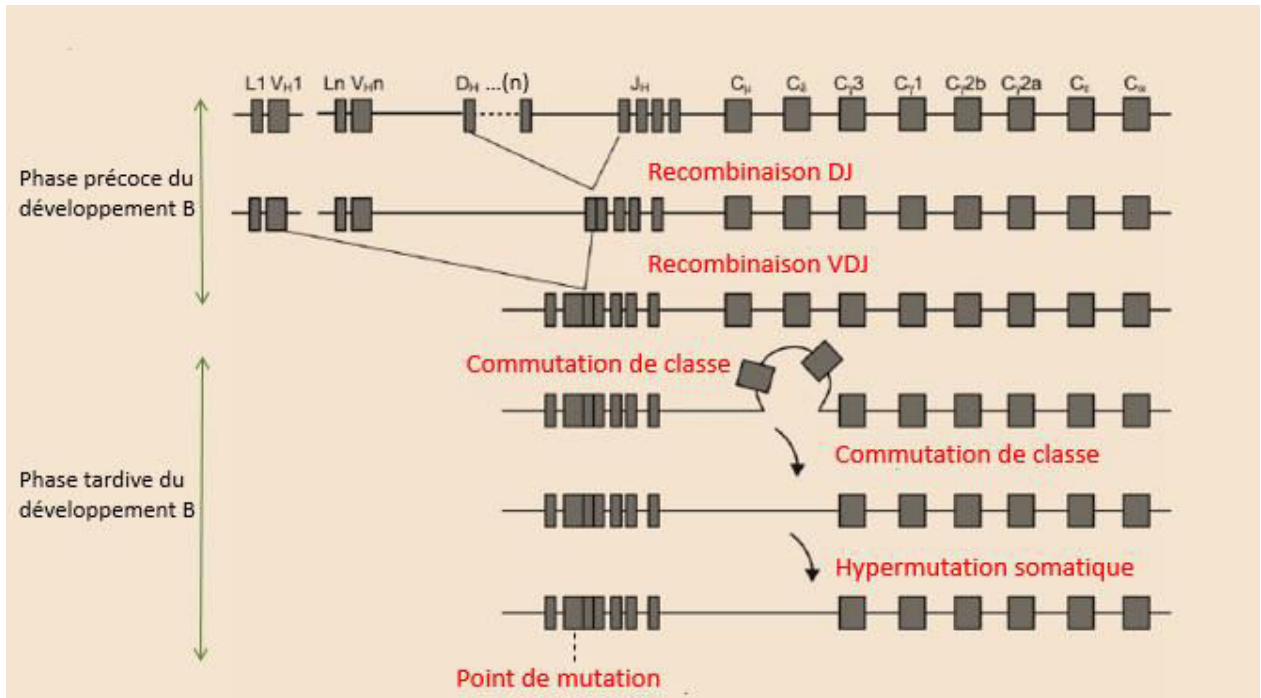 L1 VH1 Ln VHn DH ...(n) JH Cμ Cδ Cγ3 Cγ1 Cγ2b Cγ2a Cε Cα
Phase précoce du
développement B
Recombinaison DJ
Recombinaison VDJ
Commutation de classe
Commutation de classe
Phase tardive du
développement B
Hypermutation somatique
Point de mutation